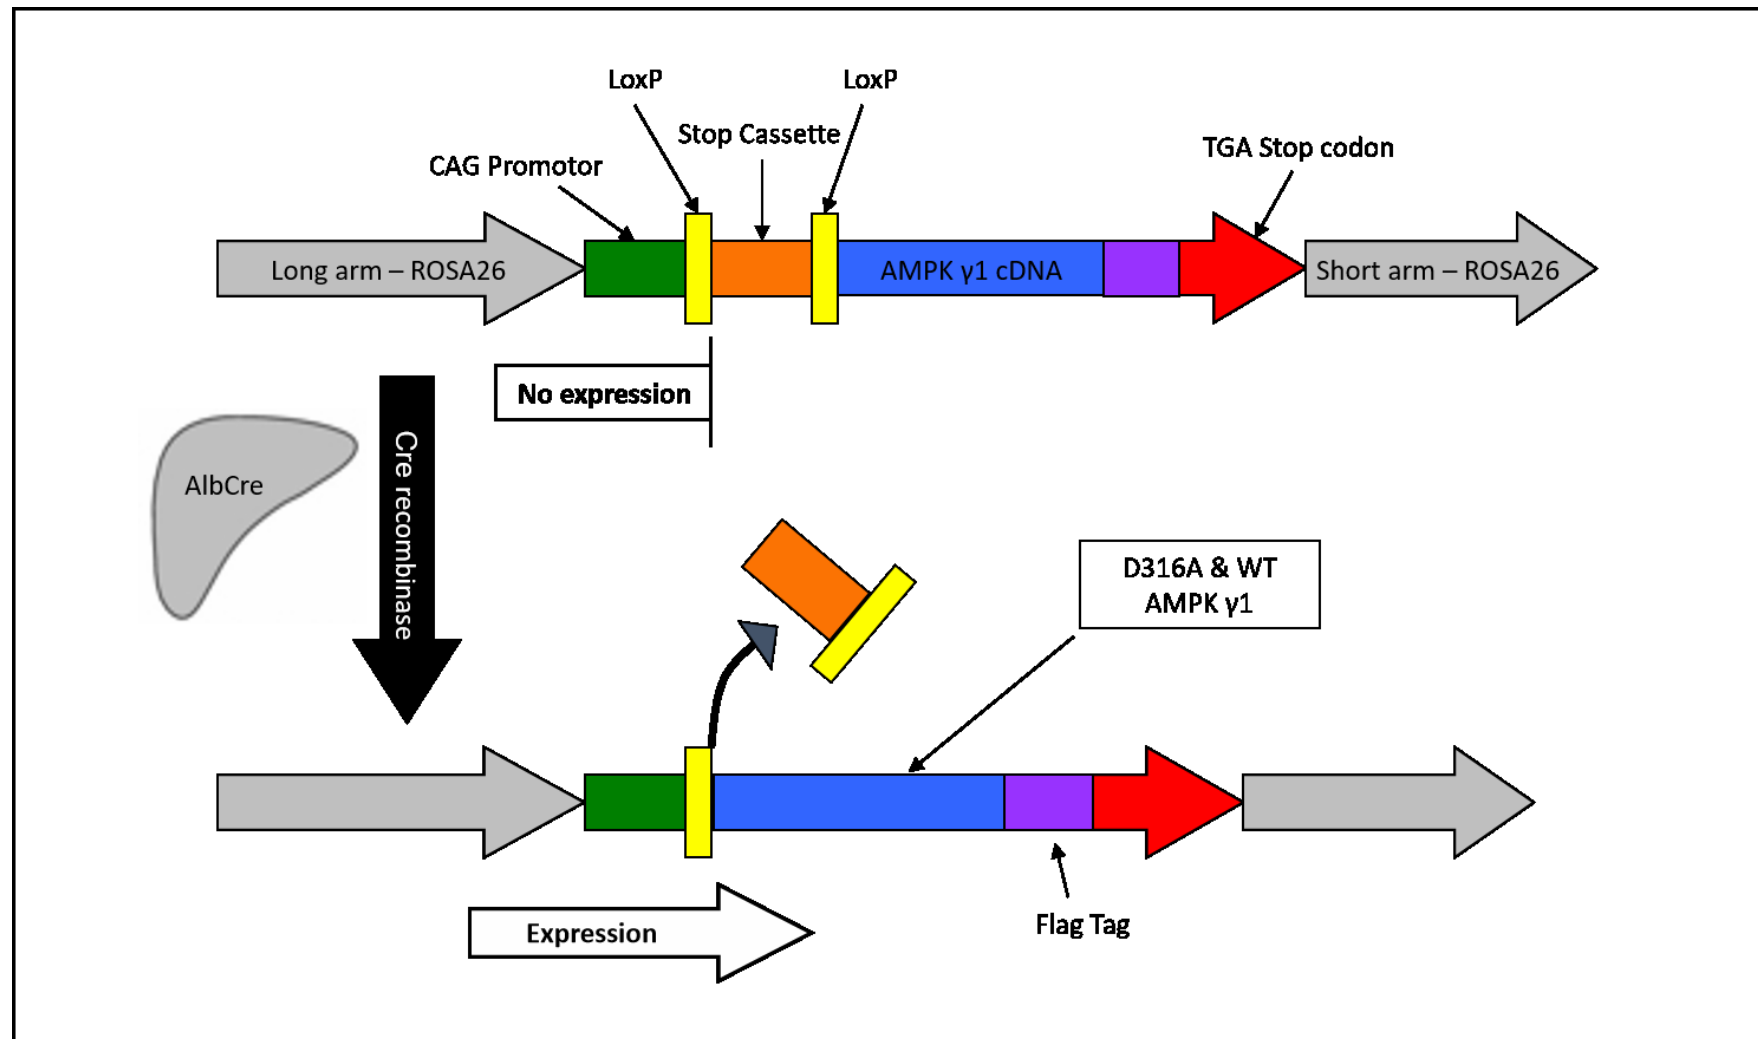 LoxP
LoxP
Stop Cassette
CAG Promotor
TGA Stop codon
Long arm – ROSA26
AMPK γ1 cDNA
Short arm – ROSA26
No expression
Cre recombinase
AlbCre
D316A & WT
AMPK γ1
Flag Tag
Expression